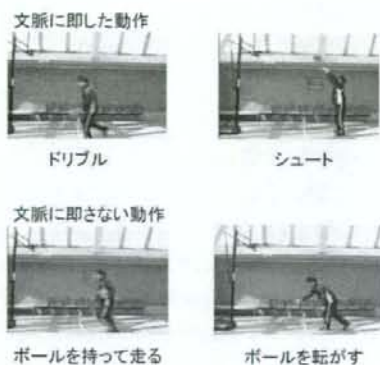 文脈に即した動作
ドリブル
シュート
文脈に即さない動作
ボールを持って走る
ボールを転がす